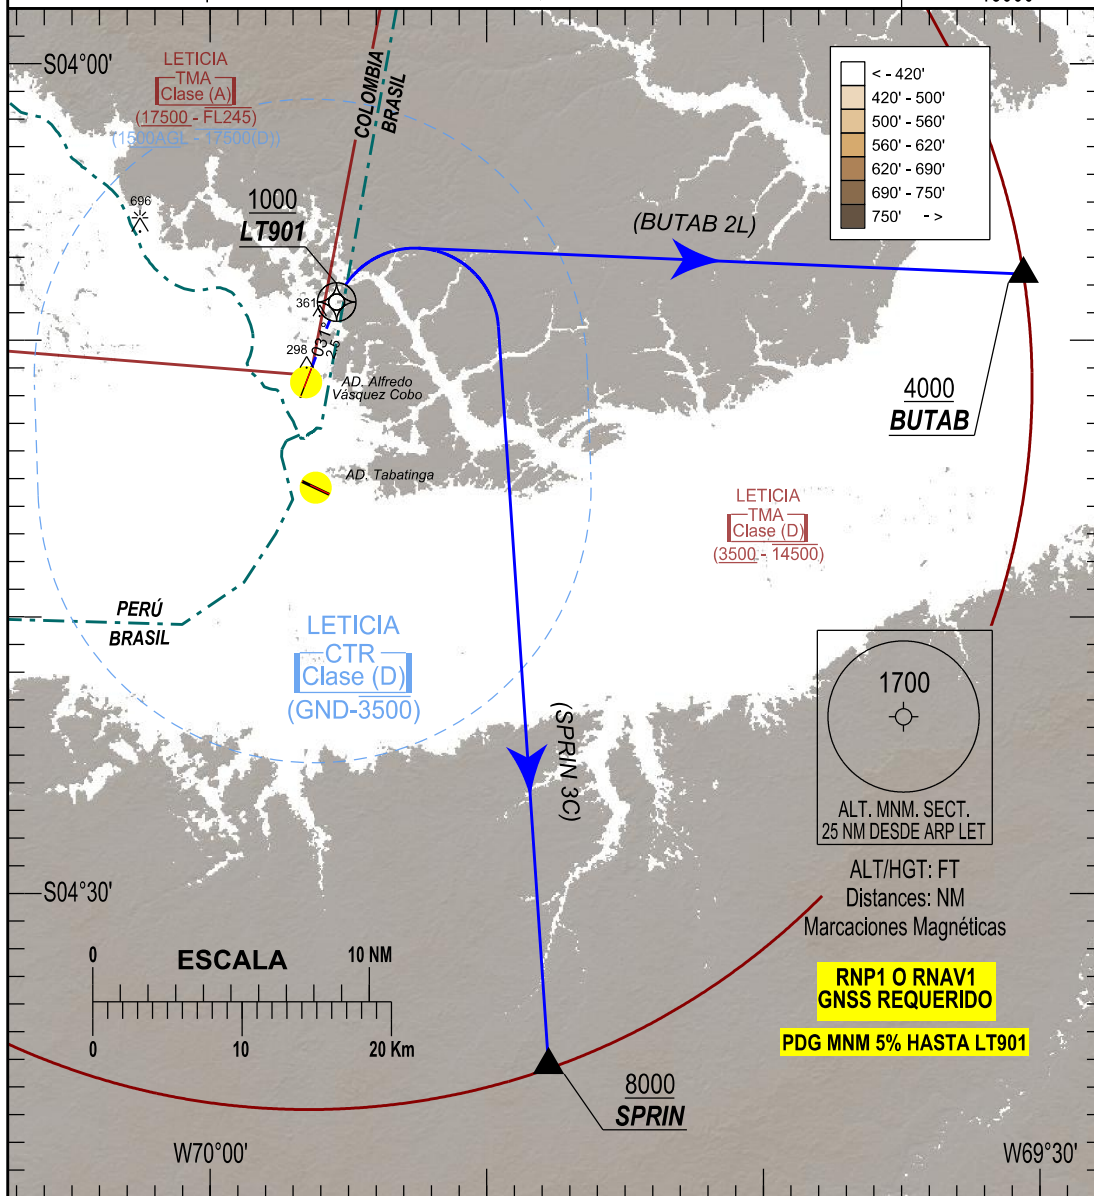 S04°00'
LETICIA
TMA
Clase (A)
(17500 - FL245)
(1500AGL - 17500(D))
COLOMBIA
BRASIL
< - 420'
420' - 500'
500' - 560'
560' - 620'
620' - 690'
690' - 750'
750' - >
696
1000
LT901
(BUTAB 2L)
361
031°
2.5
298
AD. Alfredo
Vásquez Cobo
4000
BUTAB
AD. Tabatinga
LETICIA
TMA
Clase (D)
(3500 - 14500)
PERÚ
BRASIL
LETICIA
CTR
Clase (D)
(GND-3500)
(SPRIN 3C)
1700
ALT. MNM. SECT.
25 NM DESDE ARP LET
ALT/HGT: FT
Distances: NM
Marcaciones Magnéticas
S04°30'
0 ESCALA 10 NM
0 10 20 Km
RNP1 O RNAV1
GNSS REQUERIDO
PDG MNM 5% HASTA LT901
8000
SPRIN
W70°00'
W69°30'